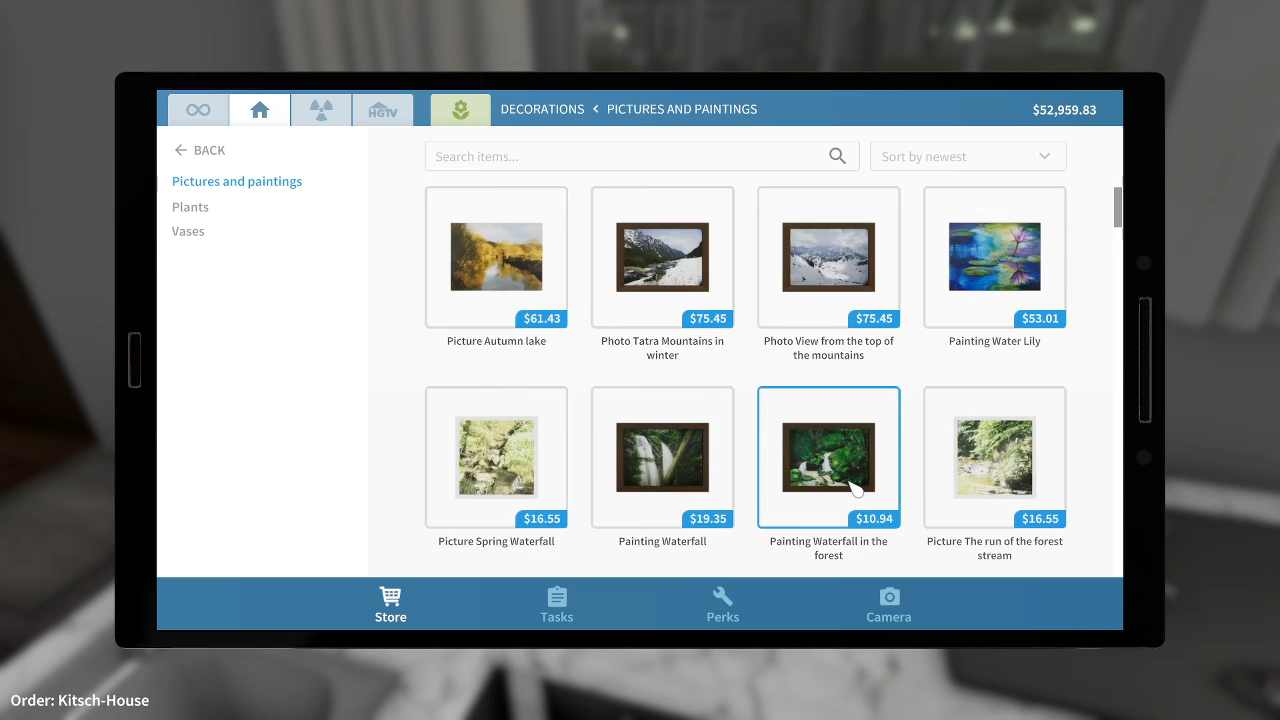 HGTV
DECORATIONS < PICTURES AND PAINTINGS
$52,959.83
BACK
Pictures and paintings
Plants
Vases
Search items...
Sort by newest
$61.43
$75.45
$75.45
$53.01
Picture Autumn lake
Photo Tatra Mountains in
winter
Photo View from the top of
the mountains
Painting Water Lily
$16.55
$19.35
$10.94
$16.55
Picture Spring Waterfall
Painting Waterfall
Painting Waterfall in the
forest
Picture The run of the forest
stream
Store
Tasks
Perks
Camera
Order: Kitsch-House